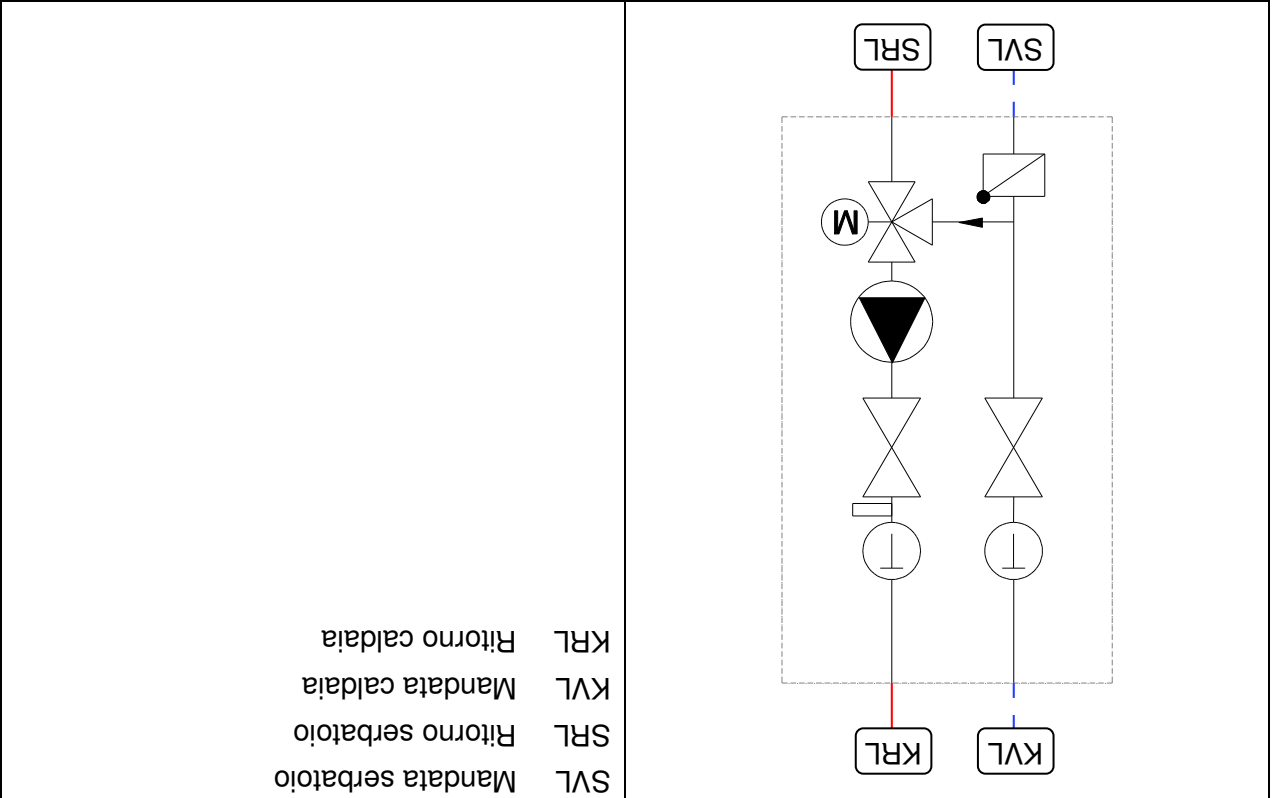 KVL KRL
T T
M
SVL SRL
SVL Mandata serbatoio
SRL Ritorno serbatoio
KVL Mandata caldaia
KRL Ritorno caldaia